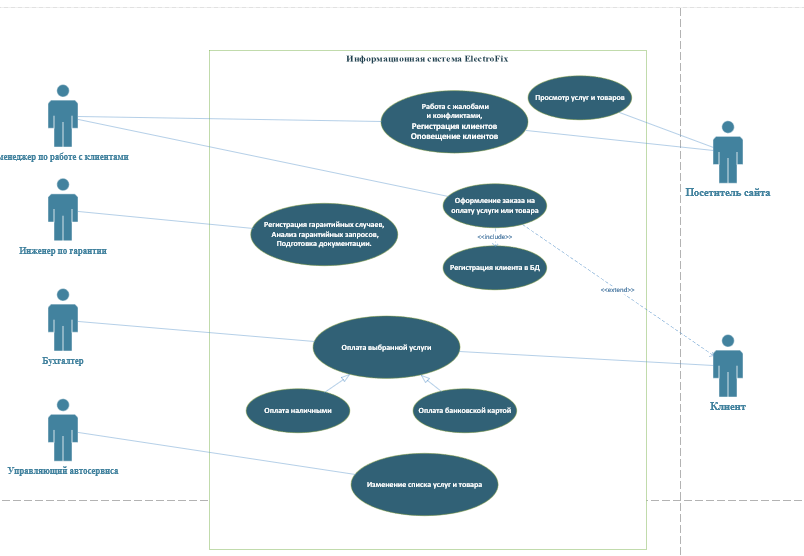 Информационная система ElectroFix
Просмотр услуг и товаров
Работа с жалобами
и конфликтами,
Регистрация клиентов
Оповещение клиентов
менеджер по работе с клиентами
Посетитель сайта
Оформление заказа на
оплату услуги или товара
Регистрация гарантийных случаев,
Анализ гарантийных запросов,
Подготовка документации.
<<include>>
Инженер по гарантии
Регистрация клиента в БД
<<extend>>
Оплата выбранной услуги
Бухгалтер
Клиент
Оплата наличными
Оплата банковской картой
Управляющий автосервиса
Изменение списка услуг и товара